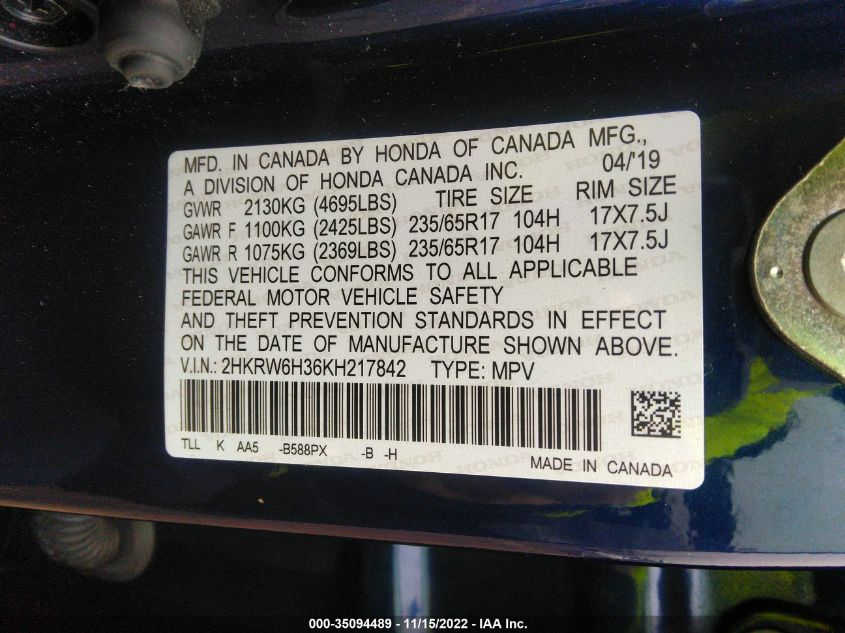 MFD. IN CANADA BY HONDA OF CANADA MFG.,
A DIVISION OF HONDA CANADA INC. 04/'19
GVWR 2130KG (4695LBS) TIRE SIZE RIM SIZE
GAWR F 1100KG (2425LBS) 235/65R17 104H 17X7.5J
GAWR R 1075KG (2369LBS) 235/65R17 104H 17X7.5J
THIS VEHICLE CONFORMS TO ALL APPLICABLE
FEDERAL MOTOR VEHICLE SAFETY
AND THEFT PREVENTION STANDARDS IN EFFECT
ON THE DATE OF MANUFACTURE SHOWN ABOVE.
V.I.N.: 2HKRW6H36KH217842 TYPE: MPV
TLL K AA5 -B588PX -B -H
MADE IN CANADA
000-35094489 - 11/15/2022 - IAA Inc.